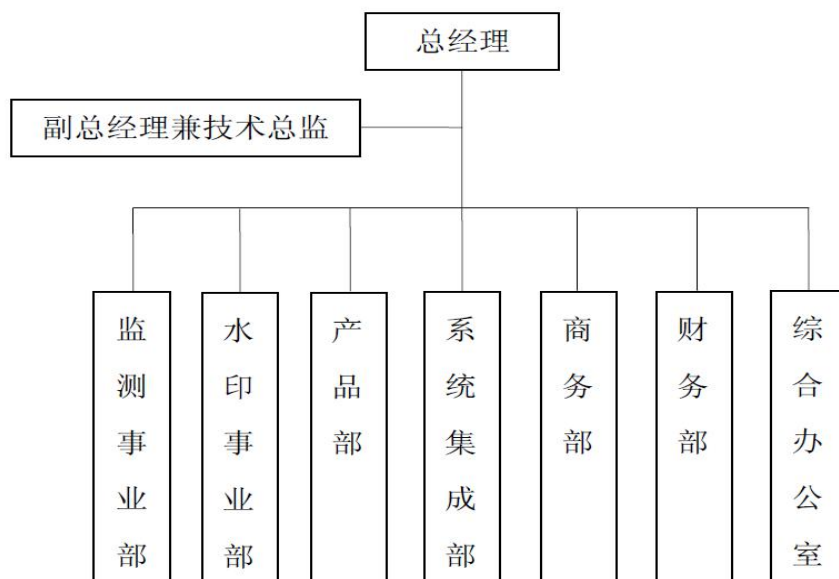 总经理
副总经理兼技术总监
监测事业部
水印事业部
产品部
系统集成部
商务部
财务部
综合办公室